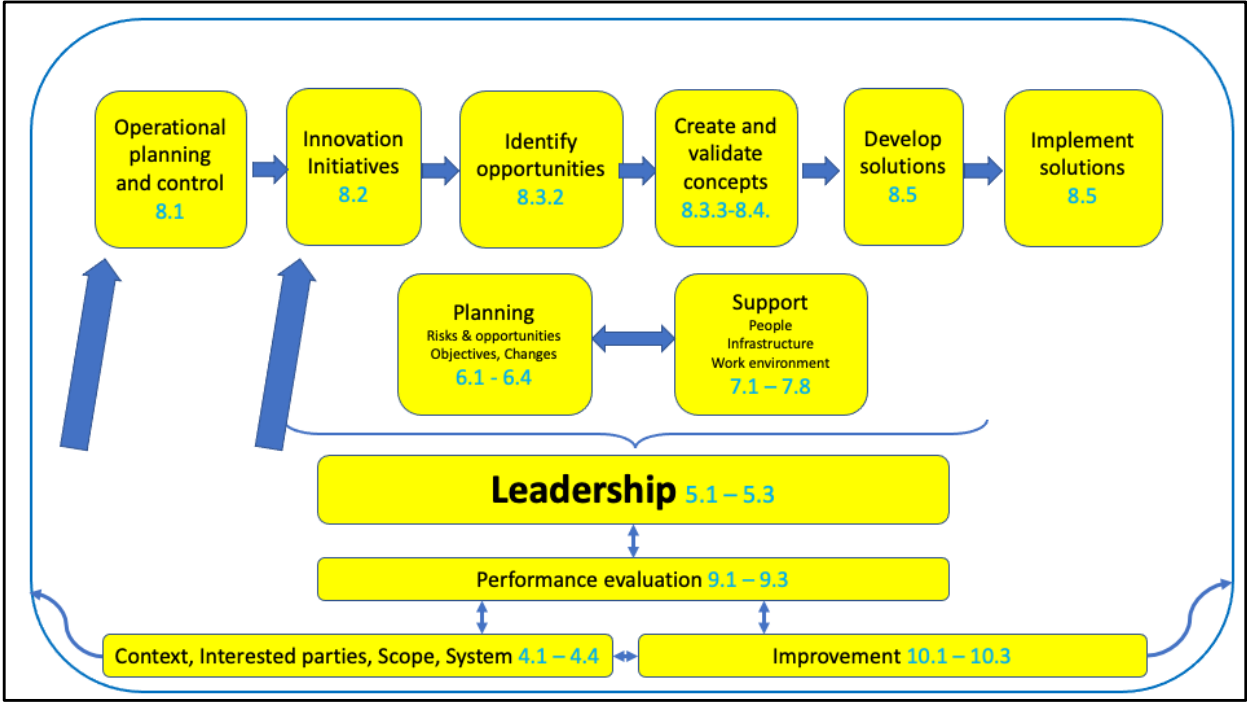 Operational
planning
and control
8.1
Innovation
Initiatives
8.2
Identify
opportunities
8.3.2
Create and
validate
concepts
8.3.3-8.4.
Develop
solutions
8.5
Implement
solutions
8.5
Planning
Risks & opportunities
Objectives, Changes
6.1 - 6.4
Support
People
Infrastructure
Work environment
7.1 – 7.8
Leadership 5.1 – 5.3
Performance evaluation 9.1 – 9.3
Context, Interested parties, Scope, System 4.1 – 4.4
Improvement 10.1 – 10.3